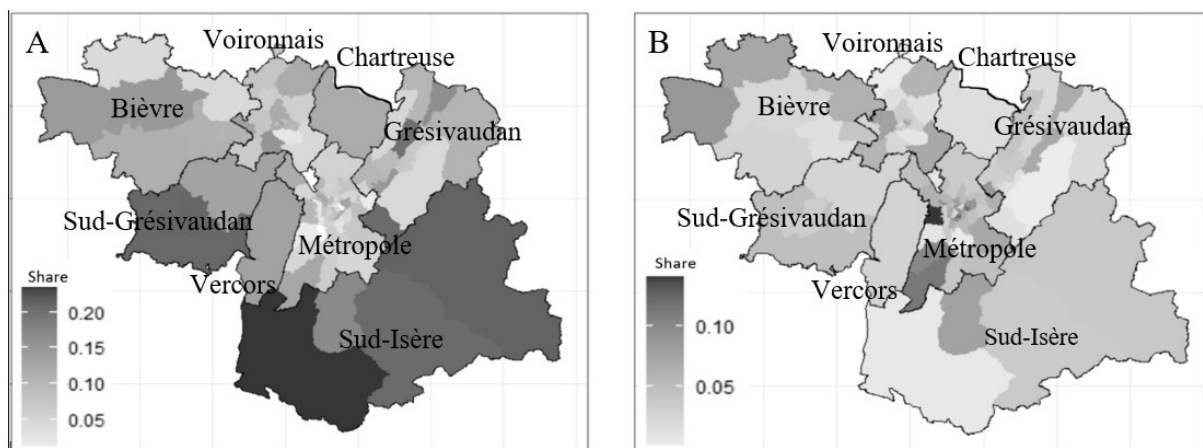 A
Voironnais
Chartreuse
Bièvre
Grésivaudan
Sud-Grésivaudan
Métropole
Vercors
Sud-Isère
Share
0.20
0.15
0.10
0.05
B
Voironnais
Chartreuse
Bièvre
Grésivaudan
Sud-Grésivaudan
Métropole
Vercors
Sud-Isère
Share
0.10
0.05